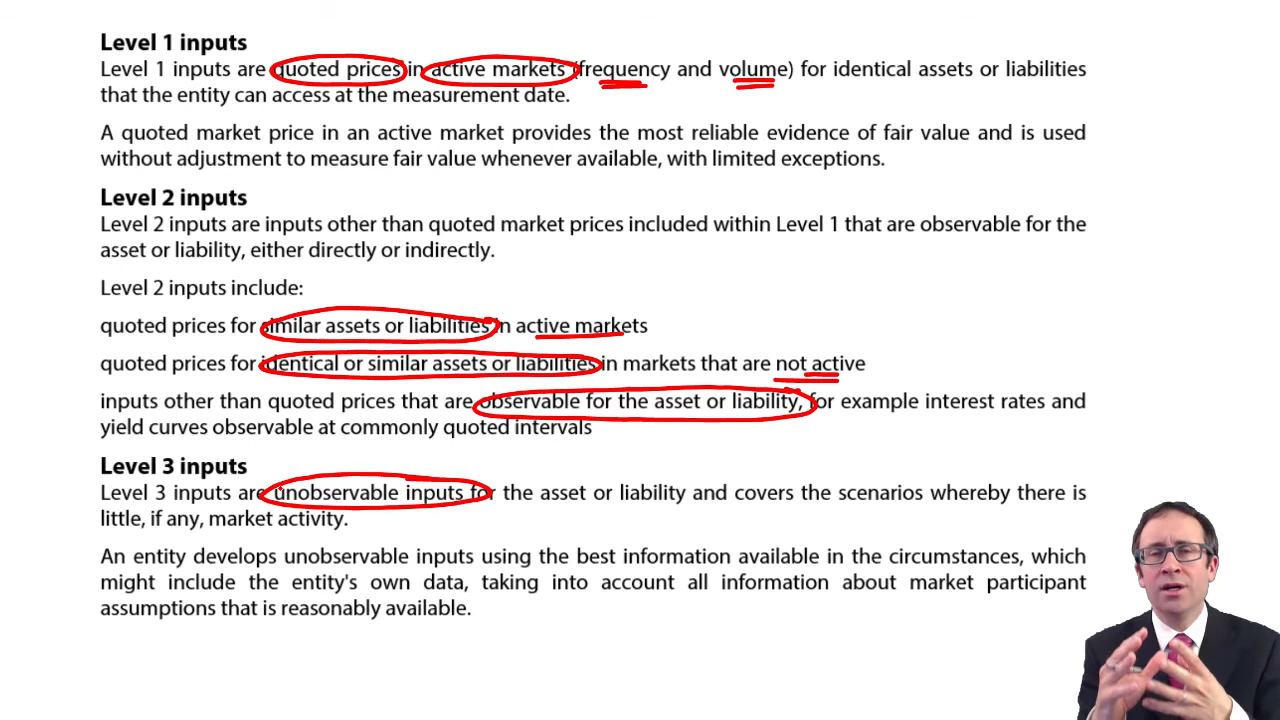 Level 1 inputs
Level 1 inputs are quoted prices in active markets (frequency and volume) for identical assets or liabilities
that the entity can access at the measurement date.
A quoted market price in an active market provides the most reliable evidence of fair value and is used
without adjustment to measure fair value whenever available, with limited exceptions.
Level 2 inputs
Level 2 inputs are inputs other than quoted market prices included within Level 1 that are observable for the
asset or liability, either directly or indirectly.
Level 2 inputs include:
quoted prices for similar assets or liabilities in active markets
quoted prices for identical or similar assets or liabilities in markets that are not active
inputs other than quoted prices that are observable for the asset or liability, for example interest rates and
yield curves observable at commonly quoted intervals
Level 3 inputs
Level 3 inputs are unobservable inputs for the asset or liability and covers the scenarios whereby there is
little, if any, market activity.
An entity develops unobservable inputs using the best information available in the circumstances, which
might include the entity's own data, taking into account all information about market participant
assumptions that is reasonably available.